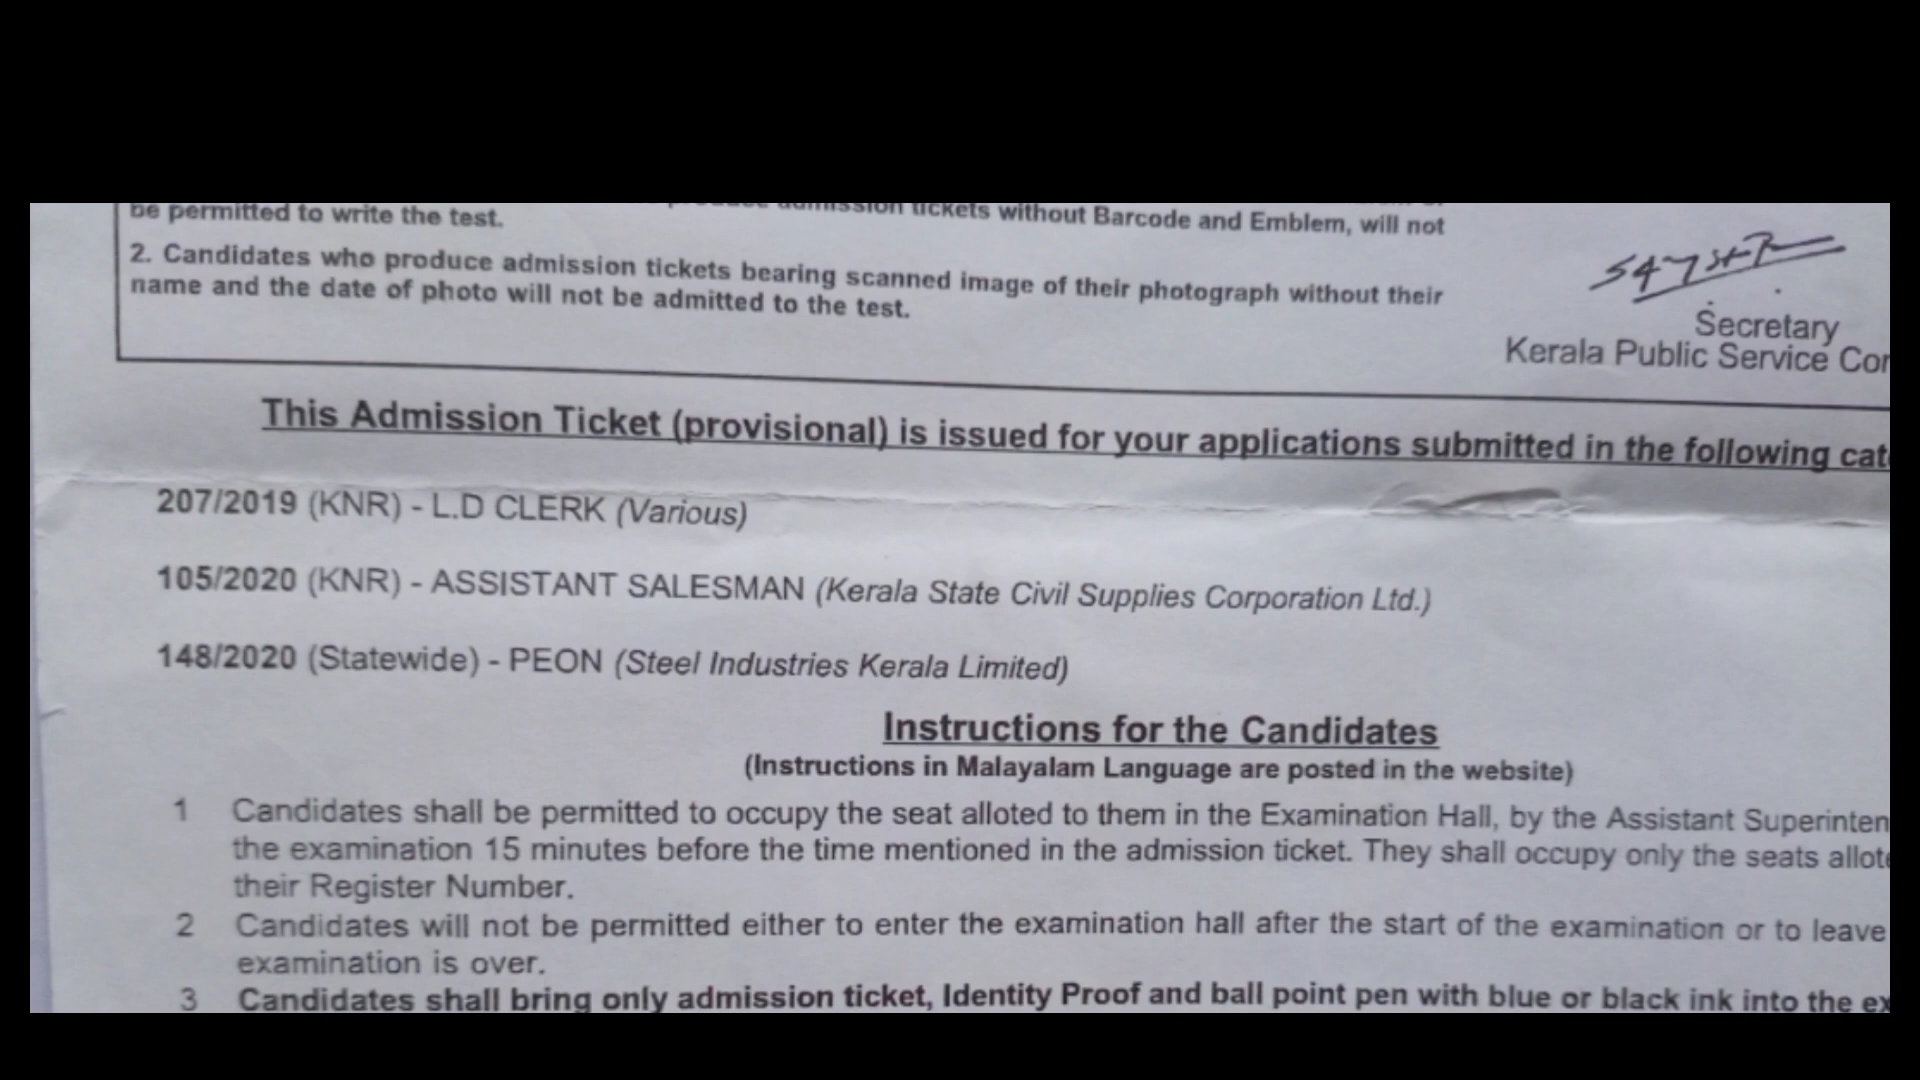 admission tickets without Barcode and Emblem, will not
be permitted to write the test.
2. Candidates who produce admission tickets bearing scanned image of their photograph without their
name and the date of photo will not be admitted to the test.
Secretary
Kerala Public Service Cor
This Admission Ticket (provisional) is issued for your applications submitted in the following cat
207/2019 (KNR) - L.D CLERK (Various)
105/2020 (KNR) - ASSISTANT SALESMAN (Kerala State Civil Supplies Corporation Ltd.)
148/2020 (Statewide) - PEON (Steel Industries Kerala Limited)
Instructions for the Candidates
(Instructions in Malayalam Language are posted in the website)
1 Candidates shall be permitted to occupy the seat alloted to them in the Examination Hall, by the Assistant Superinten
the examination 15 minutes before the time mentioned in the admission ticket. They shall occupy only the seats allot
their Register Number.
2 Candidates will not be permitted either to enter the examination hall after the start of the examination or to leave
examination is over.
3 Candidates shall bring only admission ticket, Identity Proof and ball point pen with blue or black ink into the ex